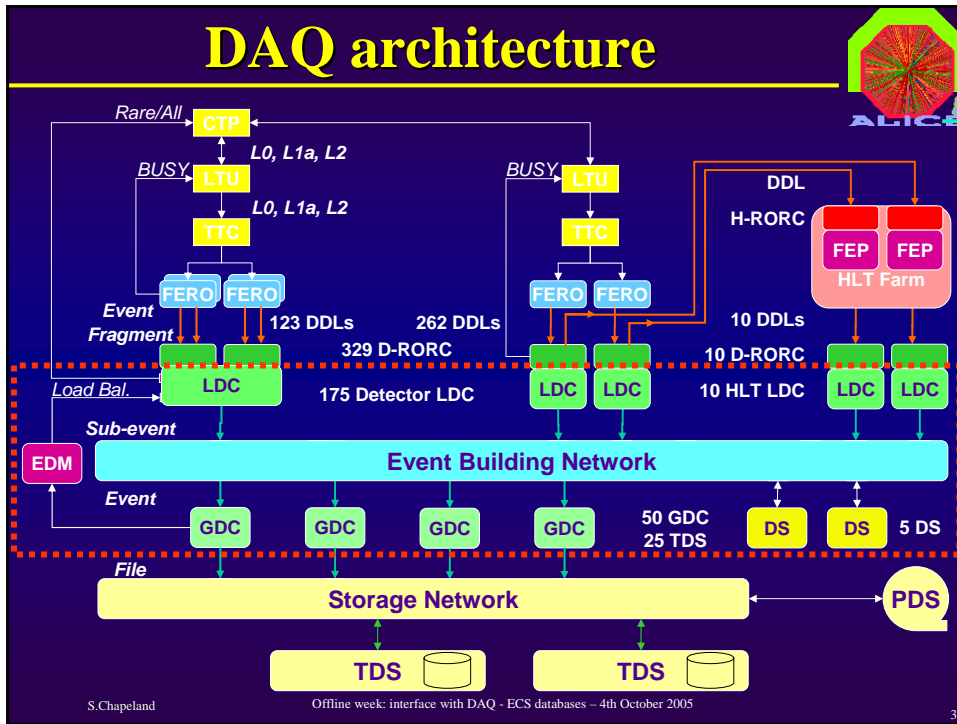 DAQ architecture
ALICE
Rare/All
CTP
L0, L1a, L2
BUSY
LTU
BUSY
LTU
DDL
L0, L1a, L2
H-RORC
TTC
TTC
FEP
FEP
HLT Farm
FERO
FERO
FERO
FERO
Event
Fragment
123 DDLs
262 DDLs
10 DDLs
329 D-RORC
10 D-RORC
Load Bal.
LDC
175 Detector LDC
LDC
LDC
10 HLT LDC
LDC
LDC
Sub-event
EDM
Event Building Network
Event
GDC
GDC
GDC
GDC
50 GDC
25 TDS
DS
DS
5 DS
File
Storage Network
PDS
TDS
TDS
S.Chapeland
Offline week: interface with DAQ - ECS databases – 4th October 2005
3